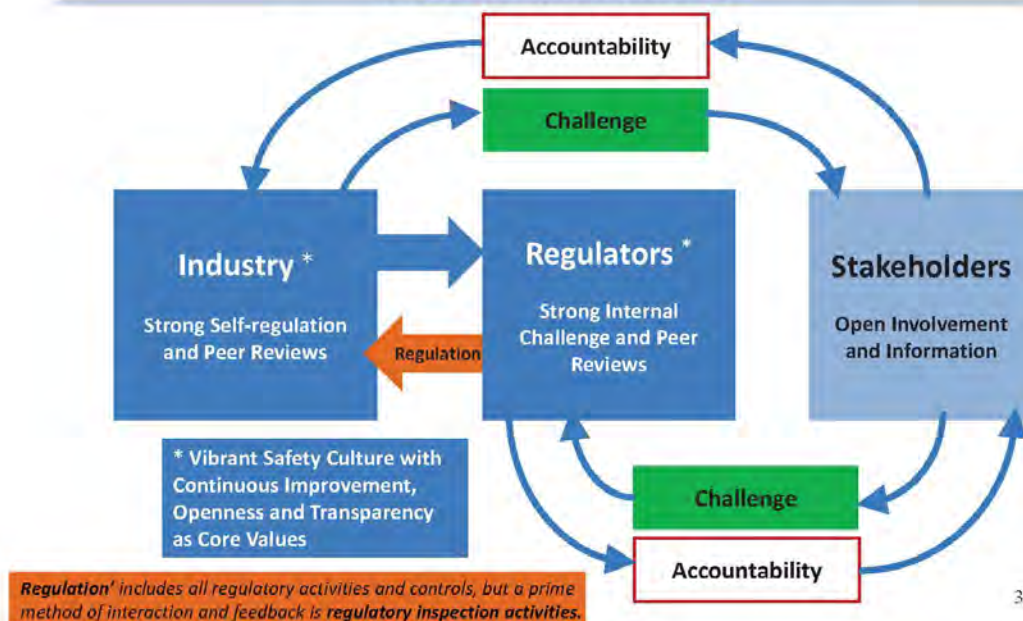 Accountability
Challenge
Industry *
Strong Self-regulation
and Peer Reviews
Regulation
Regulators *
Strong Internal
Challenge and Peer
Reviews
Stakeholders
Open Involvement
and Information
* Vibrant Safety Culture with
Continuous Improvement,
Openness and Transparency
as Core Values
Challenge
Accountability
Regulation' includes all regulatory activities and controls, but a prime
method of interaction and feedback is regulatory inspection activities.
3